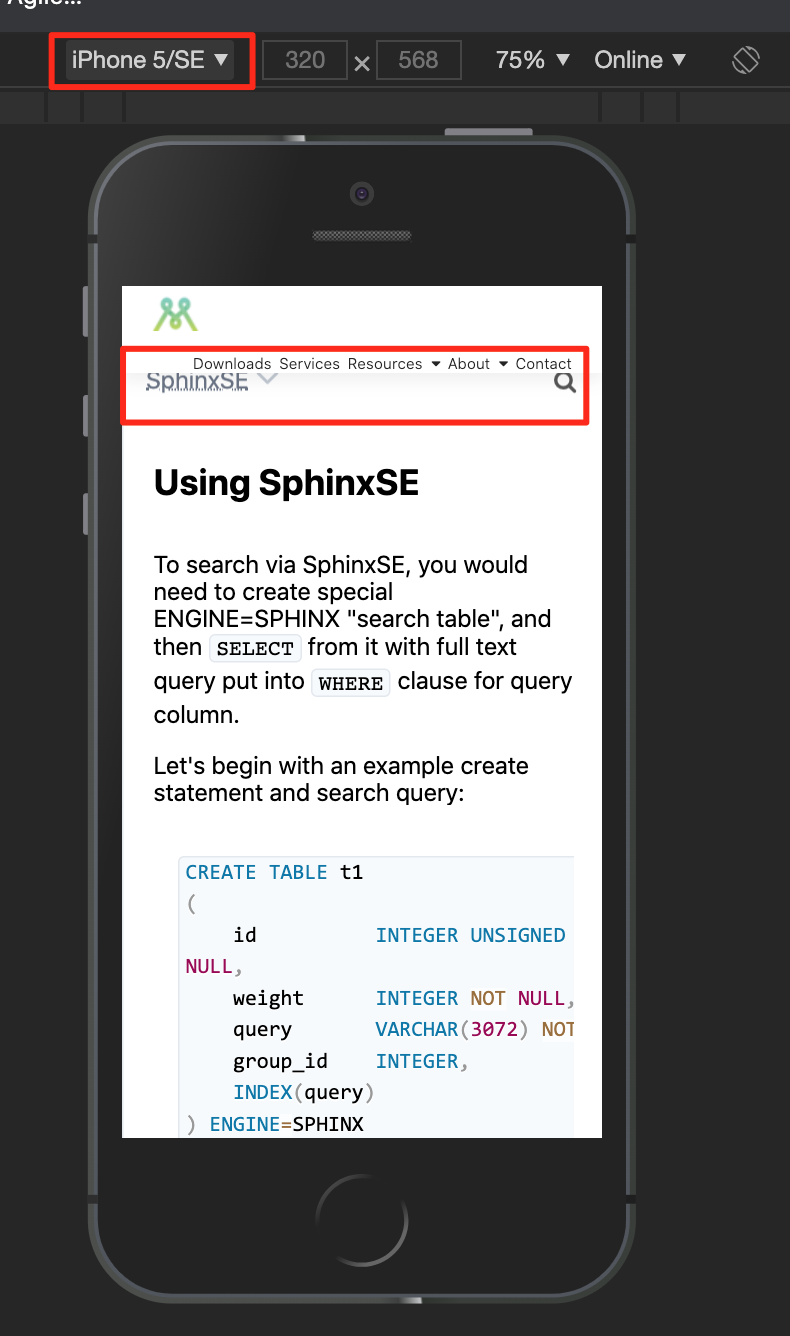 Agile...
iPhone 5/SE ▼ 320 × 568 75% ▼ Online ▼
Downloads Services Resources ▾ About ▾ Contact
SphinxSE
Using SphinxSE
To search via SphinxSE, you would
need to create special
ENGINE=SPHINX "search table", and
then SELECT from it with full text
query put into WHERE clause for query
column.
Let's begin with an example create
statement and search query:
CREATE TABLE t1
(
id INTEGER UNSIGNED
NULL,
weight INTEGER NOT NULL,
query VARCHAR(3072) NOT
group_id INTEGER,
INDEX(query)
) ENGINE=SPHINX